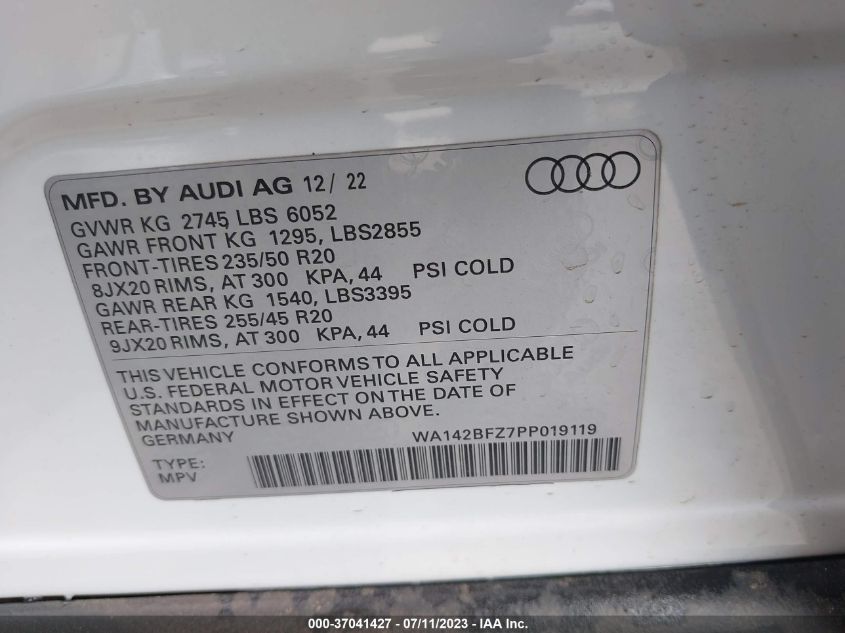 MFD. BY AUDI AG 12/ 22
GVWR KG 2745 LBS 6052
GAWR FRONT KG 1295, LBS2855
FRONT-TIRES 235/50 R20
8JX20 RIMS, AT 300 KPA, 44 PSI COLD
GAWR REAR KG 1540, LBS3395
REAR-TIRES 255/45 R20
9JX20 RIMS, AT 300 KPA, 44 PSI COLD
THIS VEHICLE CONFORMS TO ALL APPLICABLE
U.S. FEDERAL MOTOR VEHICLE SAFETY
STANDARDS IN EFFECT ON THE DATE OF
MANUFACTURE SHOWN ABOVE.
GERMANY WA142BFZ7PP019119
TYPE:
MPV
000-37041427 - 07/11/2023 - © IAA Inc.